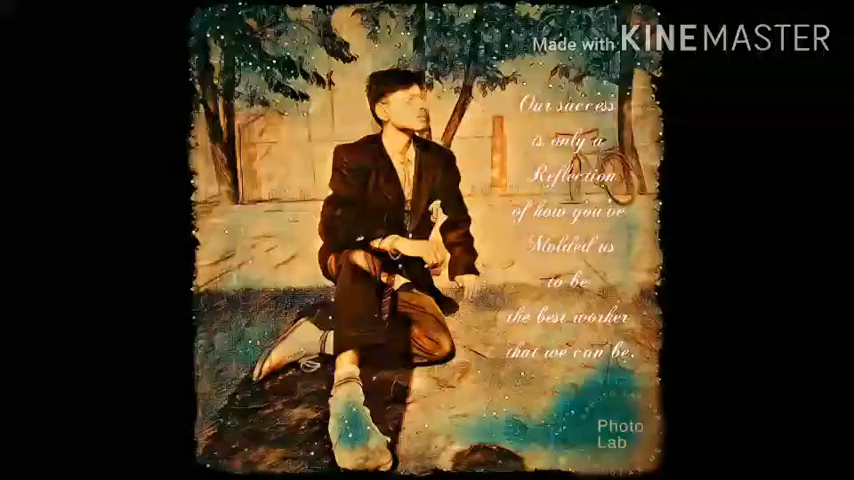 Made with KINEMASTER
Our success
is only a
Reflection
of how you've
Molded us
to be
the best worker
that we can be.
Photo
Lab